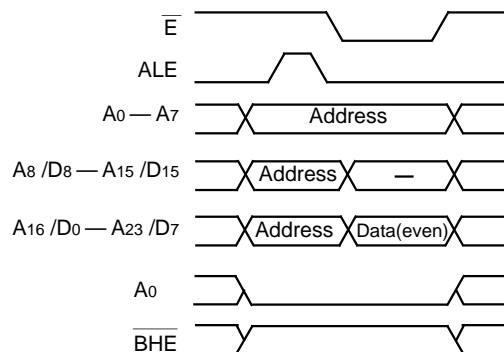 E
ALE
A0 — A7 Address
A8 /D8 — A15 /D15 Address —
A16 /D0 — A23 /D7 Address Data(even)
A0
BHE